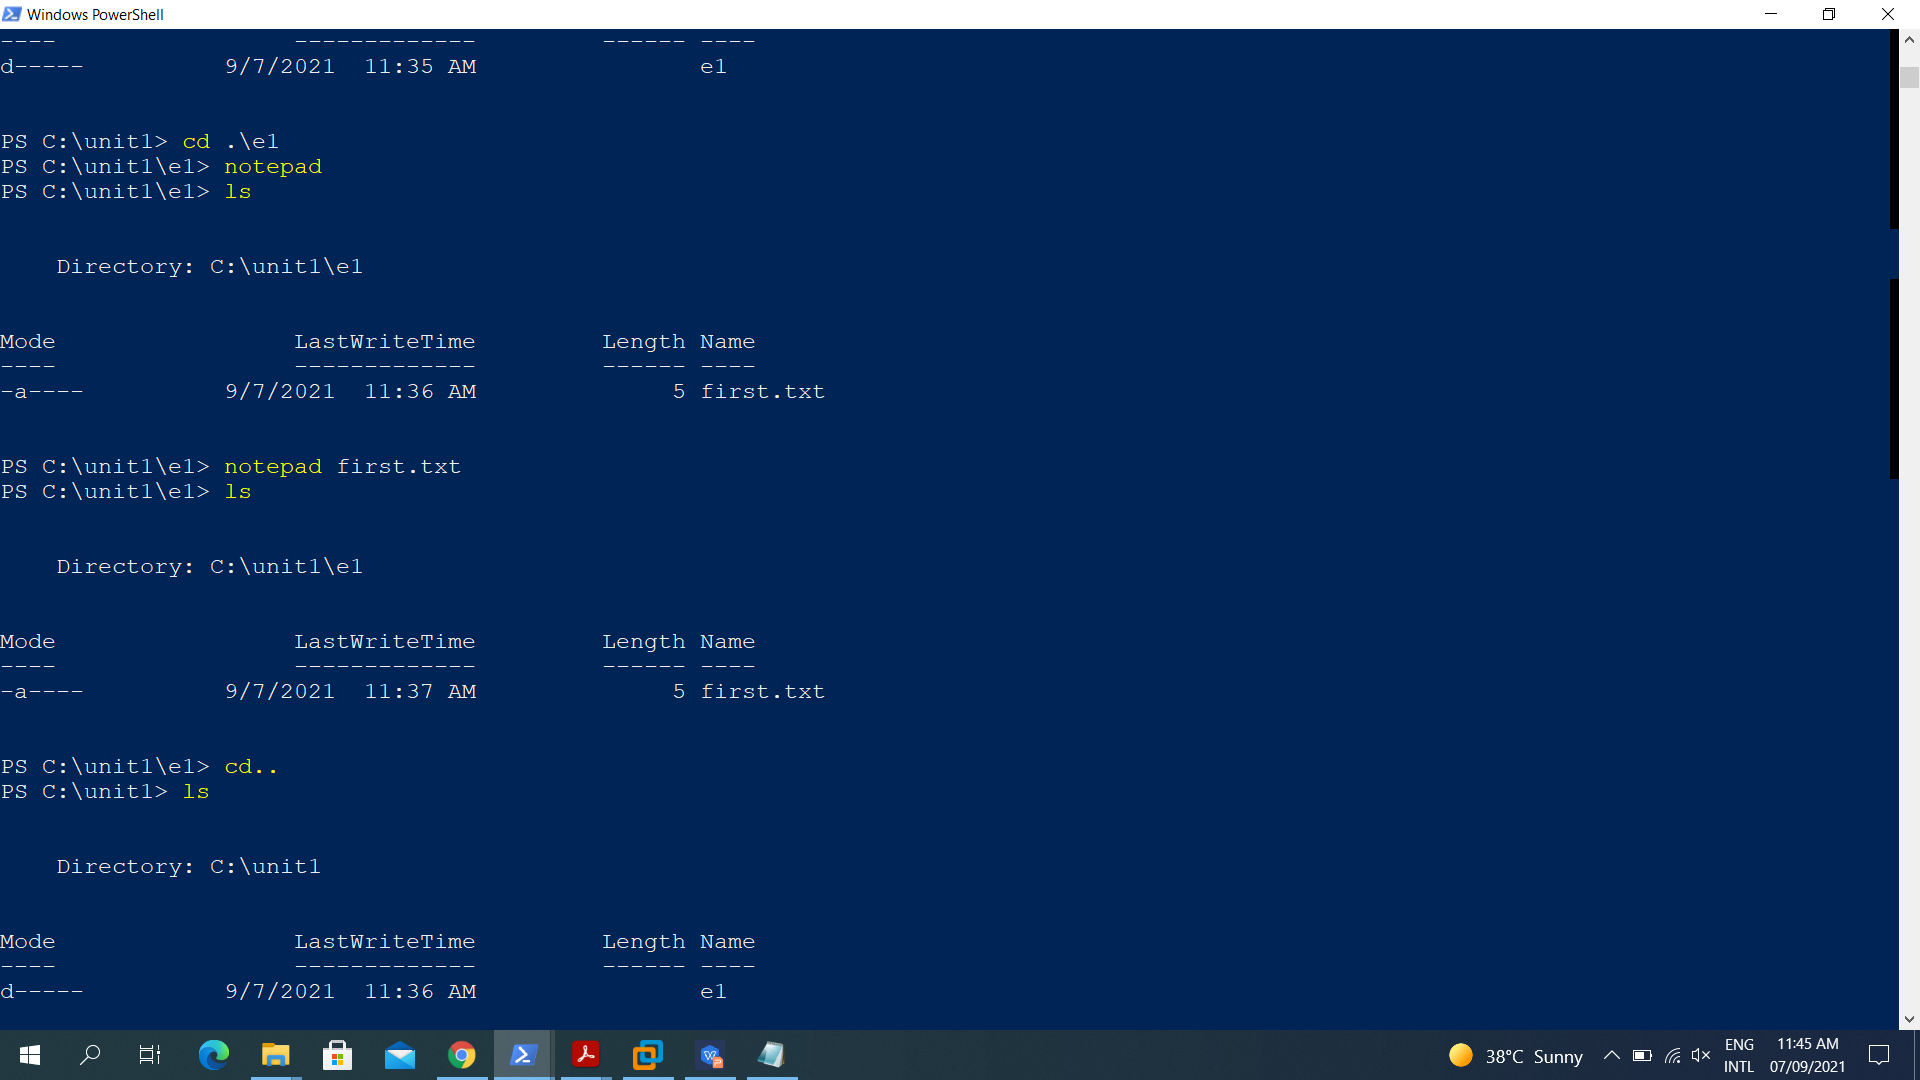 Windows PowerShell
----                 -------------         ------ ----
d-----          9/7/2021  11:35 AM                e1
PS C:\unit1> cd .\e1
PS C:\unit1\e1> notepad
PS C:\unit1\e1> ls
    Directory: C:\unit1\e1
Mode                 LastWriteTime         Length Name
----                 -------------         ------ ----
-a----          9/7/2021  11:36 AM              5 first.txt
PS C:\unit1\e1> notepad first.txt
PS C:\unit1\e1> ls
    Directory: C:\unit1\e1
Mode                 LastWriteTime         Length Name
----                 -------------         ------ ----
-a----          9/7/2021  11:37 AM              5 first.txt
PS C:\unit1\e1> cd..
PS C:\unit1> ls
    Directory: C:\unit1
Mode                 LastWriteTime         Length Name
----                 -------------         ------ ----
d-----          9/7/2021  11:36 AM                e1
38°C Sunny
ENG
INTL
11:45 AM
07/09/2021